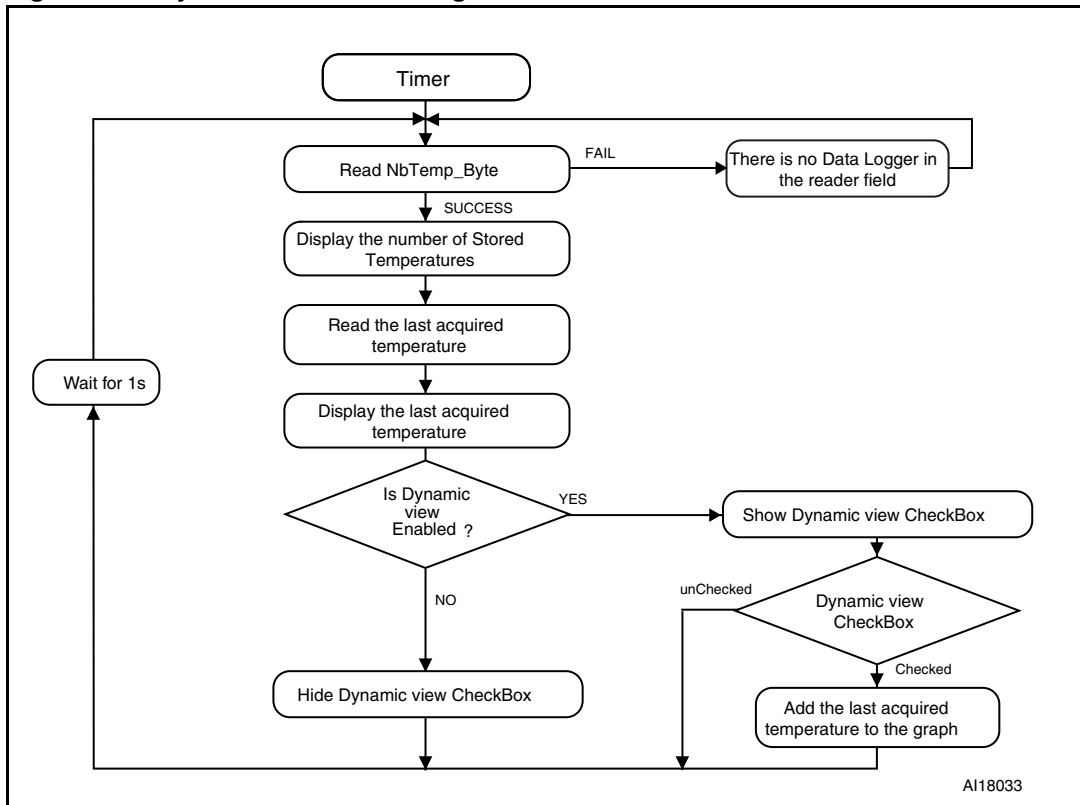 Timer
Read NbTemp_Byte
FAIL
There is no Data Logger in
the reader field
SUCCESS
Display the number of Stored
Temperatures
Read the last acquired
temperature
Wait for 1s
Display the last acquired
temperature
Is Dynamic
view
Enabled ?
YES
Show Dynamic view CheckBox
NO
unChecked
Dynamic view
CheckBox
Checked
Hide Dynamic view CheckBox
Add the last acquired
temperature to the graph
AI18033